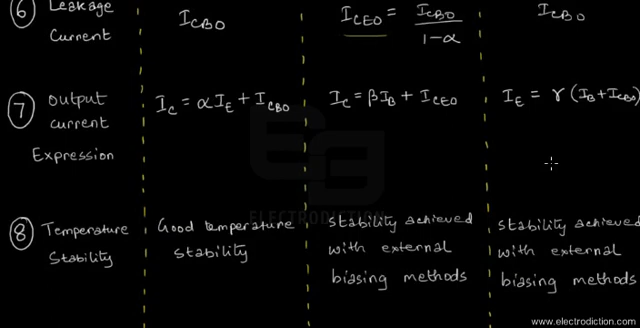 6 Leakage Current
I_CBO
I_CEO = I_CBO / 1-α
I_CBO
7 Output current Expression
I_C = αI_E + I_CBO
I_C = βI_B + I_CEO
I_E = γ (I_B + I_CBO)
8 Temperature Stability
Good temperature
stability
stability achieved
with external
biasing methods
stability achieved
with external
biasing methods
ELECTRODICTION
www.electrodiction.com